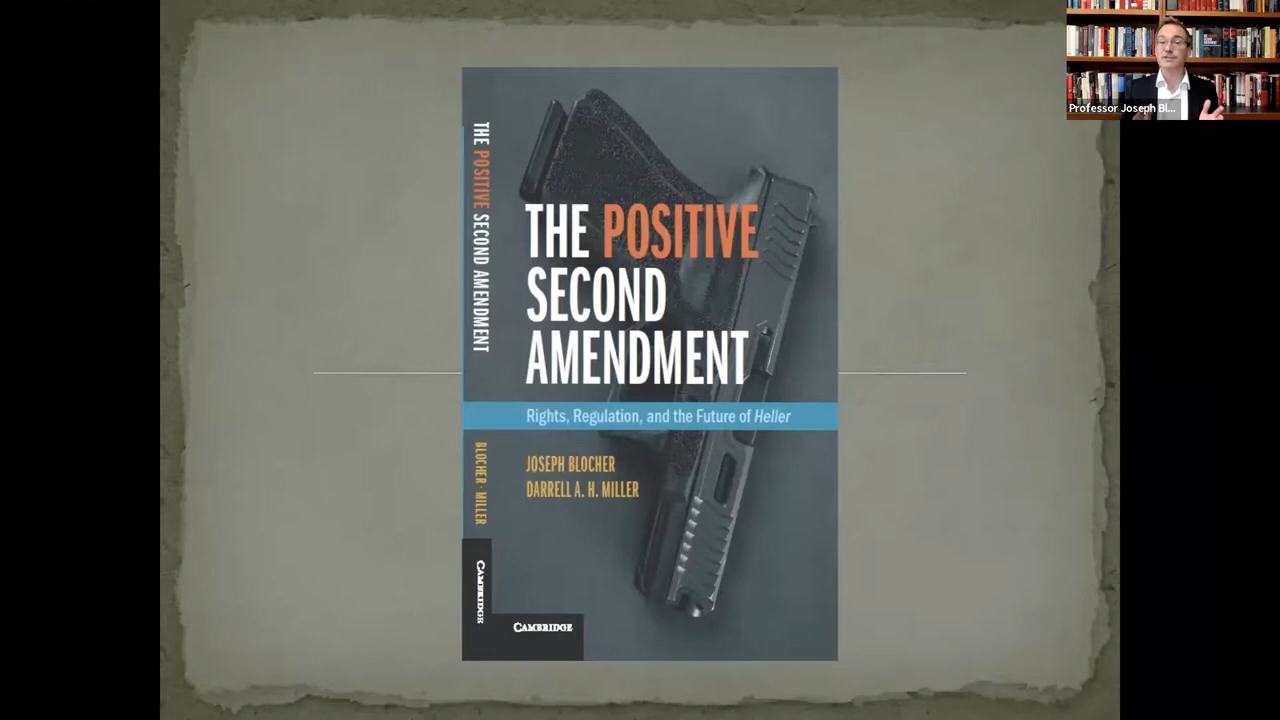 Professor Joseph Bl...
THE POSITIVE SECOND AMENDMENT
BLOCHER · MILLER
CAMBRIDGE
THE POSITIVE
SECOND
AMENDMENT
Rights, Regulation, and the Future of Heller
JOSEPH BLOCHER
DARRELL A. H. MILLER
CAMBRIDGE